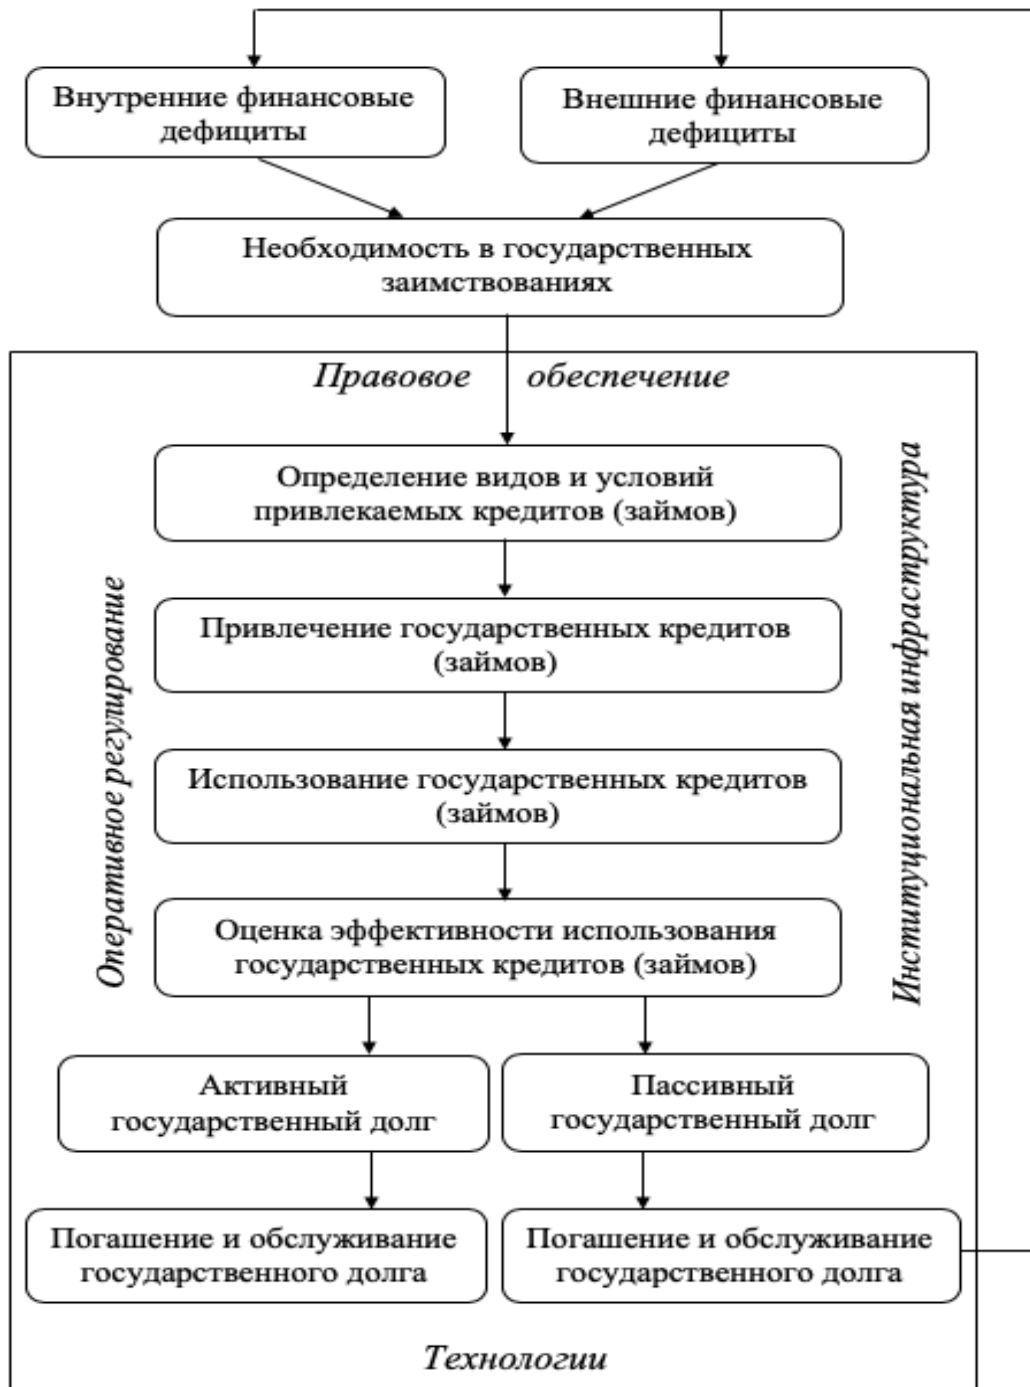 Внутренние финансовые
дефициты
Внешние финансовые
дефициты
Необходимость в государственных
заимствованиях
Правовое обеспечение
Определение видов и условий
привлекаемых кредитов (займов)
Привлечение государственных кредитов
(займов)
Использование государственных кредитов
(займов)
Оценка эффективности использования
государственных кредитов (займов)
Оперативное регулирование
Институциональная инфраструктура
Активный
государственный долг
Пассивный
государственный долг
Погашение и обслуживание
государственного долга
Погашение и обслуживание
государственного долга
Технологии